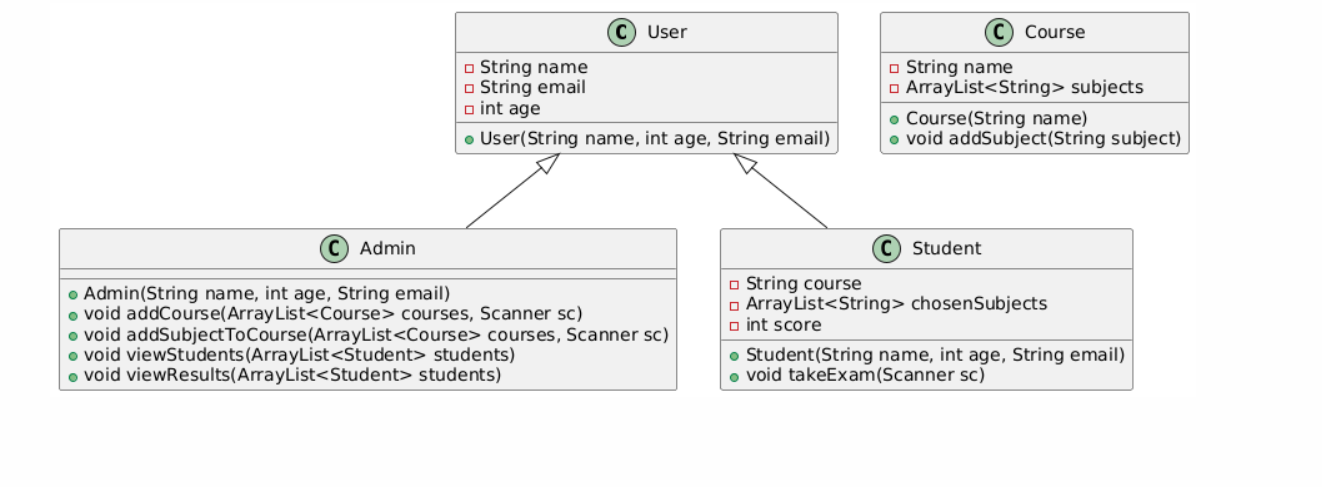 C User
String name
String email
int age
User(String name, int age, String email)
C Course
String name
ArrayList<String> subjects
Course(String name)
void addSubject(String subject)
C Admin
Admin(String name, int age, String email)
void addCourse(ArrayList<Course> courses, Scanner sc)
void addSubjectToCourse(ArrayList<Course> courses, Scanner sc)
void viewStudents(ArrayList<Student> students)
void viewResults(ArrayList<Student> students)
C Student
String course
ArrayList<String> chosenSubjects
int score
Student(String name, int age, String email)
void takeExam(Scanner sc)